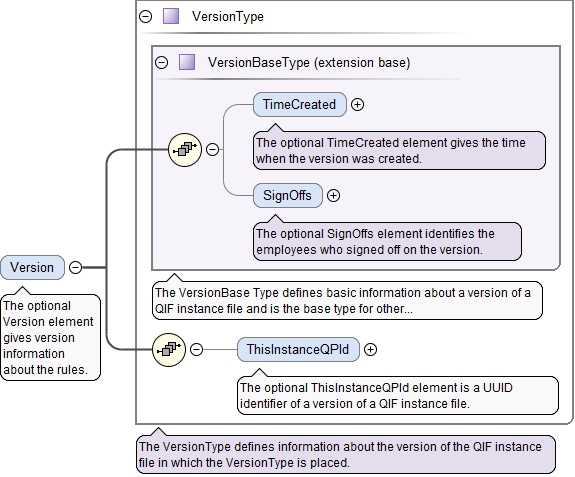 VersionType
VersionBaseType (extension base)
TimeCreated
The optional TimeCreated element gives the time
when the version was created.
SignOffs
The optional SignOffs element identifies the
employees who signed off on the version.
Version
The optional
Version element
gives version
information
about the rules.
The VersionBase Type defines basic information about a version of a
QIF instance file and is the base type for other...
ThisInstanceQPId
The optional ThisInstanceQPId element is a UUID
identifier of a version of a QIF instance file.
The VersionType defines information about the version of the QIF instance
file in which the VersionType is placed.